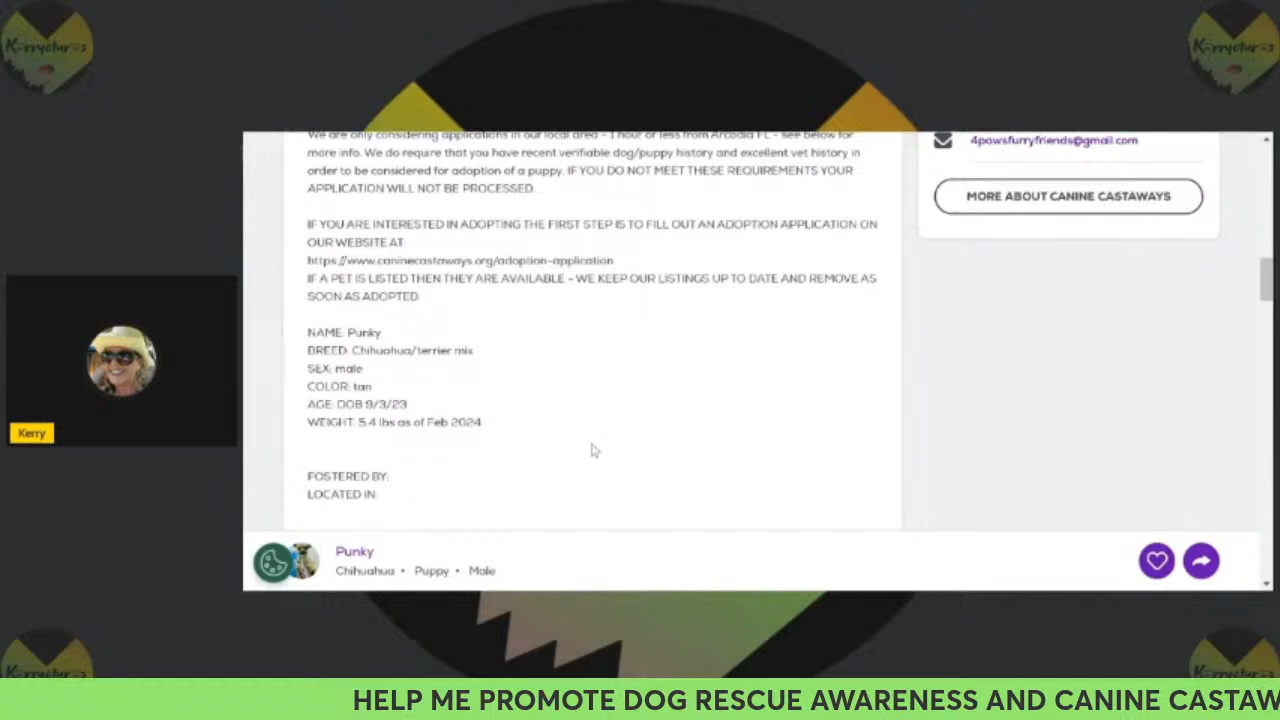 We are only considering applications in our local area - 1 hour or less from Arcadia FL - see below for
more info. We do require that you have recent verifiable dog/puppy history and excellent vet history in
order to be considered for adoption of a puppy. IF YOU DO NOT MEET THESE REQUIREMENTS YOUR
APPLICATION WILL NOT BE PROCESSED.
IF YOU ARE INTERESTED IN ADOPTING THE FIRST STEP IS TO FILL OUT AN ADOPTION APPLICATION ON
OUR WEBSITE AT
https://www.caninecastaways.org/adoption-application
IF A PET IS LISTED THEN THEY ARE AVAILABLE - WE KEEP OUR LISTINGS UP TO DATE AND REMOVE AS
SOON AS ADOPTED.
NAME: Punky
BREED: Chihuahua/terrier mix
SEX: male
COLOR: tan
AGE: DOB 9/3/23
WEIGHT: 5.4 lbs as of Feb 2024
FOSTERED BY:
LOCATED IN:
4pawsfurryfriends@gmail.com
MORE ABOUT CANINE CASTAWAYS
Kerry
Punky
Chihuahua • Puppy • Male
HELP ME PROMOTE DOG RESCUE AWARENESS AND CANINE CASTAW